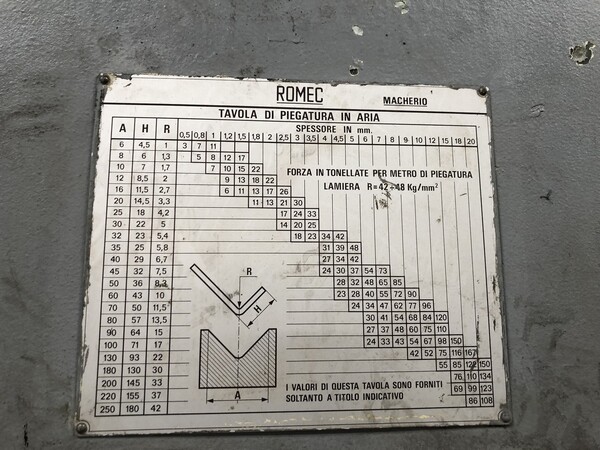 ROMEC MACHERIO
TAVOLA DI PIEGATURA IN ARIA
A H R SPESSORE IN mm.
0,5 0,8 1 1,2 1,5 1,8 2 2,5 3 3,5 4 4,5 5 6 7 8 9 10 12 15 18 20
6 4,5 1 3 7 11
8 6 1,3 5 8 12 17
10 7 1,7 7 10 15 22
FORZA IN TONELLATE PER METRO DI PIEGATURA
12 8,5 2 9 13 18 22
LAMIERA R=42÷48 Kg/mm²
16 11,5 2,7 6 11 13 17 26
20 14,5 3,3 11 13 21 30
25 18 4,2 17 24 33
30 22 5 14 20 25
32 23 5,4 18 23 34 42
35 25 5,8 31 39 48
40 29 6,7 27 34 42
45 32 7,5 24 30 37 54 73
50 36 8,3 28 32 48 65 85
60 43 10 23 28 40 55 72 90
70 50 11,5 24 34 47 62 77 96
80 57 13,5 30 41 54 68 84 120
90 64 15 27 37 48 60 75 110
100 71 17 24 33 43 54 67 98 150
130 93 22 42 52 75 116 167
180 130 30 55 85 122 150
200 145 33 76 110 134
220 155 37 69 99 123
250 180 42 86 108
R
H
A
I VALORI DI QUESTA TAVOLA SONO FORNITI
SOLTANTO A TITOLO INDICATIVO